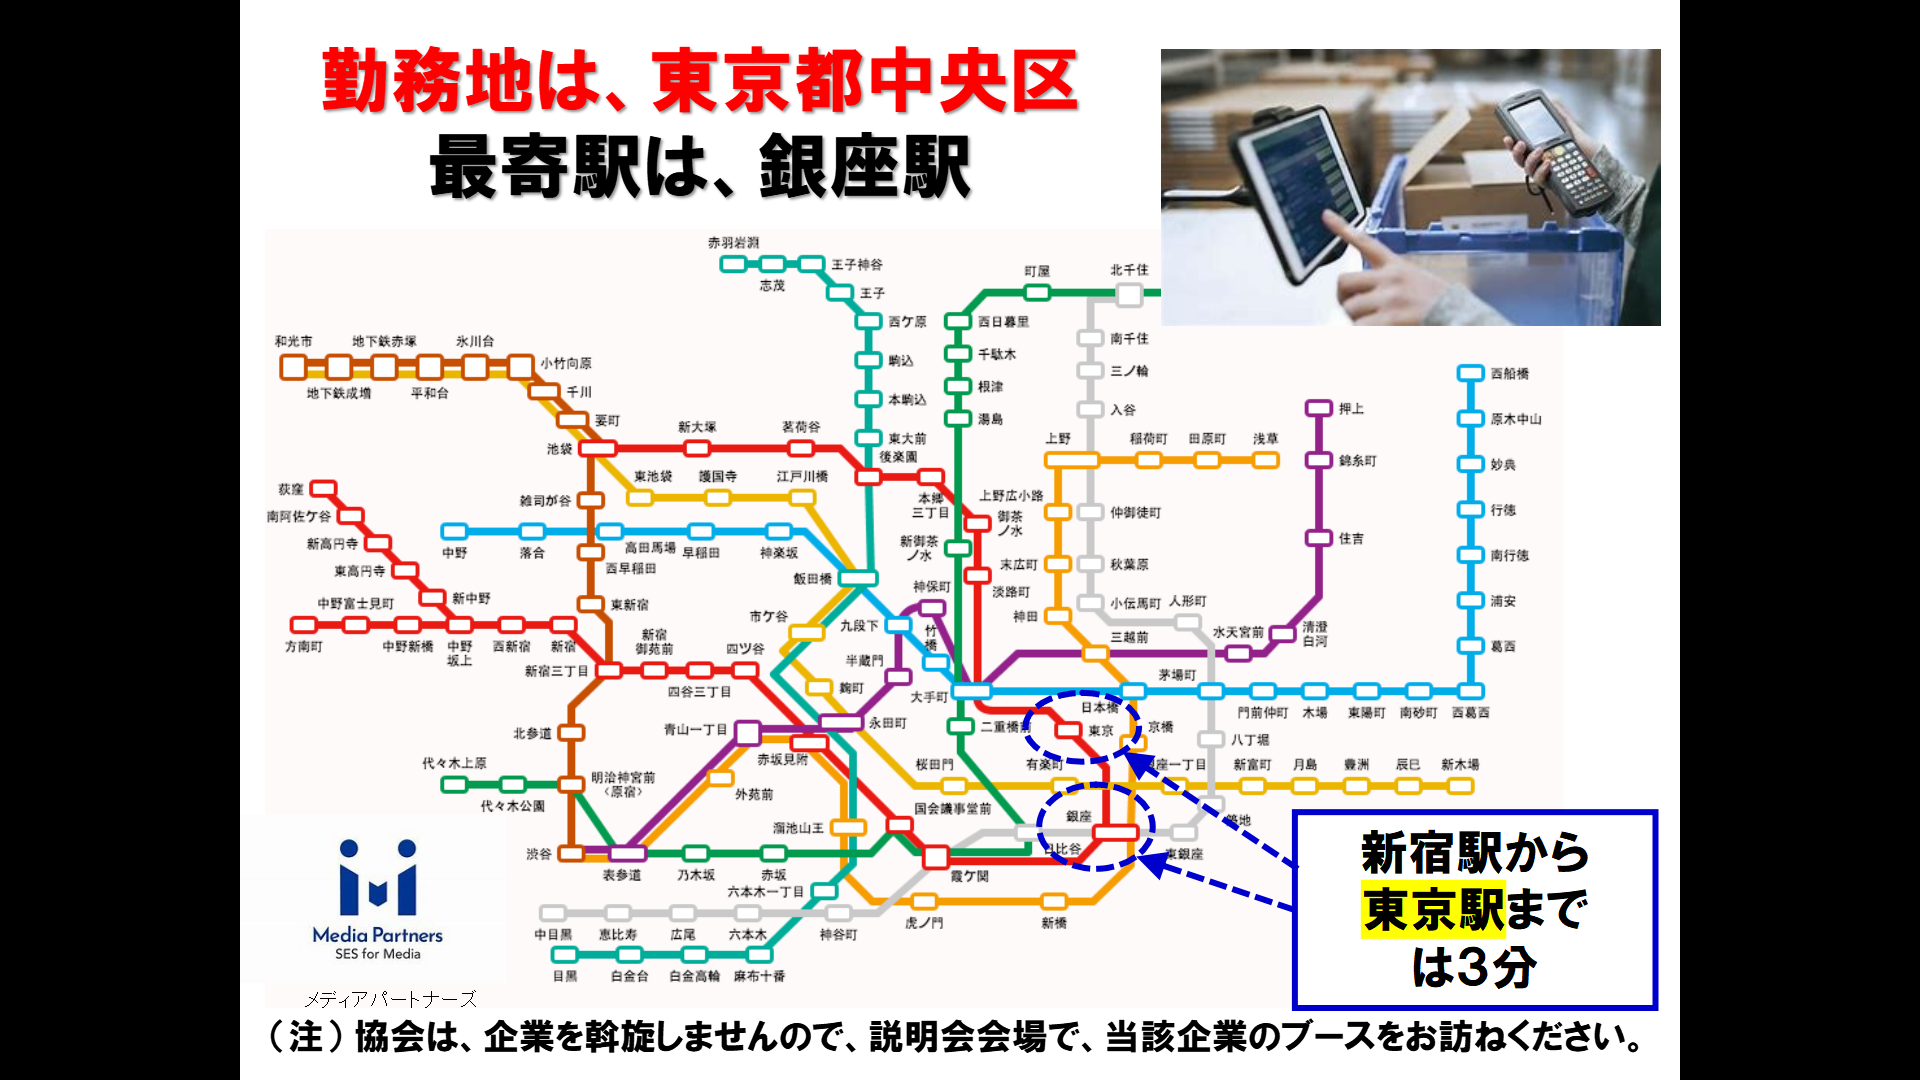 勤務地は、東京都中央区
最寄駅は、銀座駅
赤羽岩淵
志茂
王子神谷
王子
西ケ原
駒込
本駒込
東大前
後楽園
町屋
北千住
西日暮里
千駄木
根津
湯島
南千住
三ノ輪
入谷
上野
稲荷町
田原町
浅草
押上
錦糸町
住吉
西船橋
原木中山
妙典
行徳
南行徳
浦安
葛西
和光市
地下鉄赤塚
氷川台
小竹向原
地下鉄成増
平和台
千川
要町
池袋
新大塚
茗荷谷
東池袋
護国寺
江戸川橋
本郷
三丁目
上野広小路
御茶
ノ水
仲御徒町
荻窪
南阿佐ケ谷
新高円寺
東高円寺
新中野
雑司が谷
中野
落合
高田馬場
早稲田
神楽坂
西早稲田
新御茶
ノ水
末広町
秋葉原
飯田橋
神保町
淡路町
小伝馬町
人形町
中野富士見町
東新宿
市ケ谷
九段下
竹
橋
神田
三越前
水天宮前
清澄
白河
方南町
中野新橋
中野
坂上
西新宿
新宿
新宿三丁目
新宿
御苑前
四谷三丁目
四ツ谷
半蔵門
麹町
大手町
茅場町
日本橋
門前仲町
木場
東陽町
南砂町
西葛西
北参道
青山一丁目
永田町
二重橋前
東京
京橋
八丁堀
代々木上原
代々木公園
明治神宮前
〈原宿〉
赤坂見附
外苑前
桜田門
有楽町
銀座一丁目
新富町
月島
豊洲
辰巳
新木場
溜池山王
国会議事堂前
銀座
日比谷
築地
東銀座
渋谷
表参道
乃木坂
赤坂
六本木一丁目
霞ケ関
虎ノ門
新橋
中目黒
恵比寿
広尾
六本木
神谷町
目黒
白金台
白金高輪
麻布十番
新宿駅から
東京駅まで
は3分
Media Partners
SES for Media
メディアパートナーズ
（注）協会は、企業を斡旋しませんので、説明会会場で、当該企業のブースをお訪ねください。